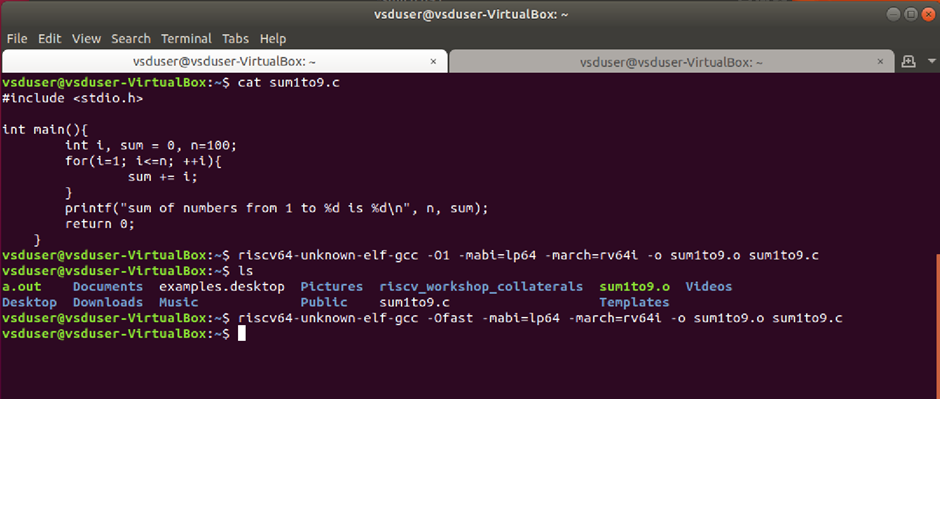 vsduser@vsduser-VirtualBox: ~
File Edit View Search Terminal Tabs Help
vsduser@vsduser-VirtualBox: ~ × vsduser@vsduser-VirtualBox: ~ ×
vsduser@vsduser-VirtualBox:~$ cat sum1to9.c
#include <stdio.h>
int main(){
        int i, sum = 0, n=100;
        for(i=1; i<=n; ++i){
                sum += i;
        }
        printf("sum of numbers from 1 to %d is %d\n", n, sum);
        return 0;
    }
vsduser@vsduser-VirtualBox:~$ riscv64-unknown-elf-gcc -O1 -mabi=lp64 -march=rv64i -o sum1to9.o sum1to9.c
vsduser@vsduser-VirtualBox:~$ ls
a.out    Documents  examples.desktop  Pictures  riscv_workshop_collaterals  sum1to9.o  Videos
Desktop  Downloads  Music             Public    sum1to9.c                   Templates
vsduser@vsduser-VirtualBox:~$ riscv64-unknown-elf-gcc -Ofast -mabi=lp64 -march=rv64i -o sum1to9.o sum1to9.c
vsduser@vsduser-VirtualBox:~$